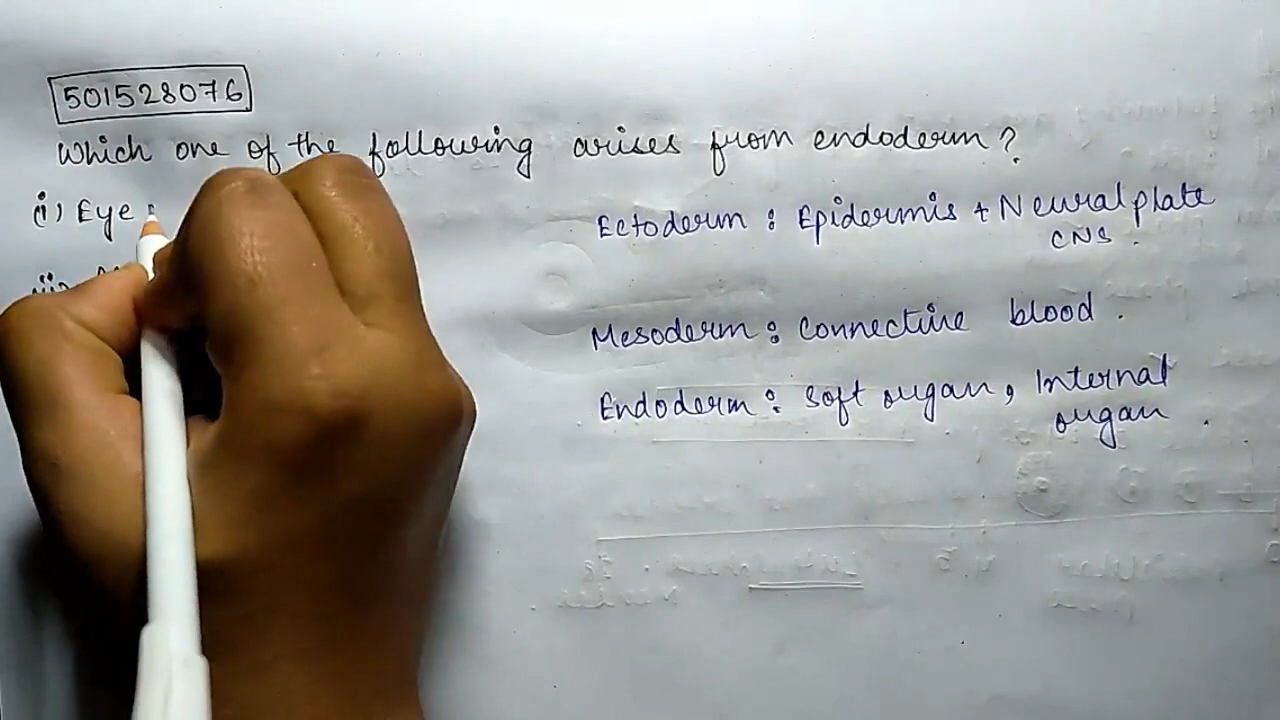 501528076
Which one of the following arises from endoderm?
(i) Eye :
Ectoderm : Epidermis + Neural plate
CNS .
Mesoderm : Connective blood .
Endoderm : Soft organ, Internal
organ .